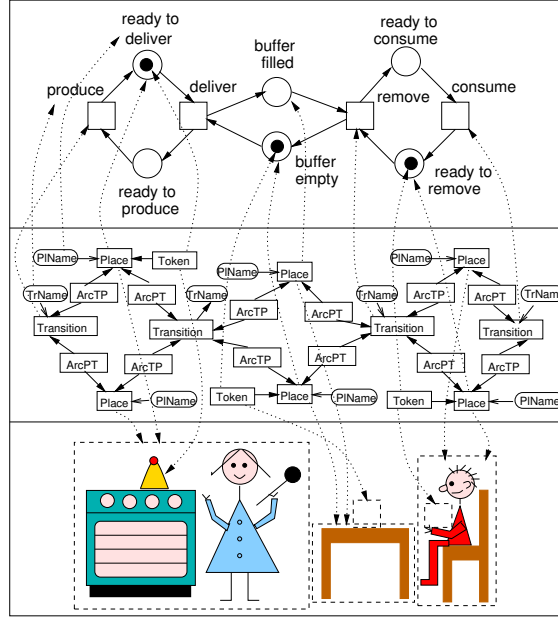 ready to
deliver
ready to
consume
buffer
filled
produce
deliver
remove
consume
ready to
produce
buffer
empty
ready to
remove
PlName
Place
Token
PlName
Place
PlName
Place
TrName
ArcTP
ArcPT
TrName
ArcTP
ArcPT
TrName
ArcTP
ArcPT
TrName
Transition
Transition
Transition
Transition
ArcPT
ArcTP
ArcTP
ArcPT
ArcPT
ArcTP
Place
PlName
Token
Place
PlName
Token
Place
PlName